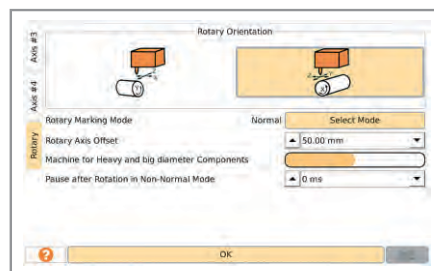 Rotary Orientation
Axis #3
Axis #4
Rotary
Rotary Marking Mode Normal Select Mode
Rotary Axis Offset 50.00 mm
Machine for Heavy and big diameter Components
Pause after Rotation in Non-Normal Mode 0 ms
? OK